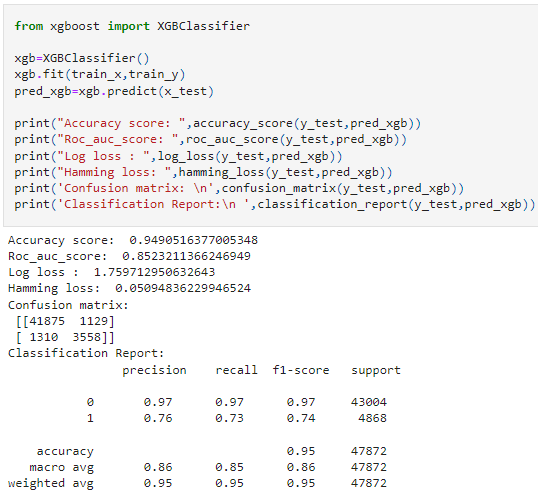 from xgboost import XGBClassifier
xgb=XGBClassifier()
xgb.fit(train_x,train_y)
pred_xgb=xgb.predict(x_test)
print("Accuracy score: ",accuracy_score(y_test,pred_xgb))
print("Roc_auc_score: ",roc_auc_score(y_test,pred_xgb))
print("Log loss : ",log_loss(y_test,pred_xgb))
print("Hamming loss: ",hamming_loss(y_test,pred_xgb))
print('Confusion matrix: \n',confusion_matrix(y_test,pred_xgb))
print('Classification Report:\n ',classification_report(y_test,pred_xgb))
Accuracy score:  0.9490516377005348
Roc_auc_score:  0.8523211366246949
Log loss :  1.759712950632643
Hamming loss:  0.05094836229946524
Confusion matrix:
 [[41875  1129]
 [ 1310  3558]]
Classification Report:
               precision    recall  f1-score   support
           0       0.97      0.97      0.97     43004
           1       0.76      0.73      0.74      4868
    accuracy                           0.95     47872
   macro avg       0.86      0.85      0.86     47872
weighted avg       0.95      0.95      0.95     47872